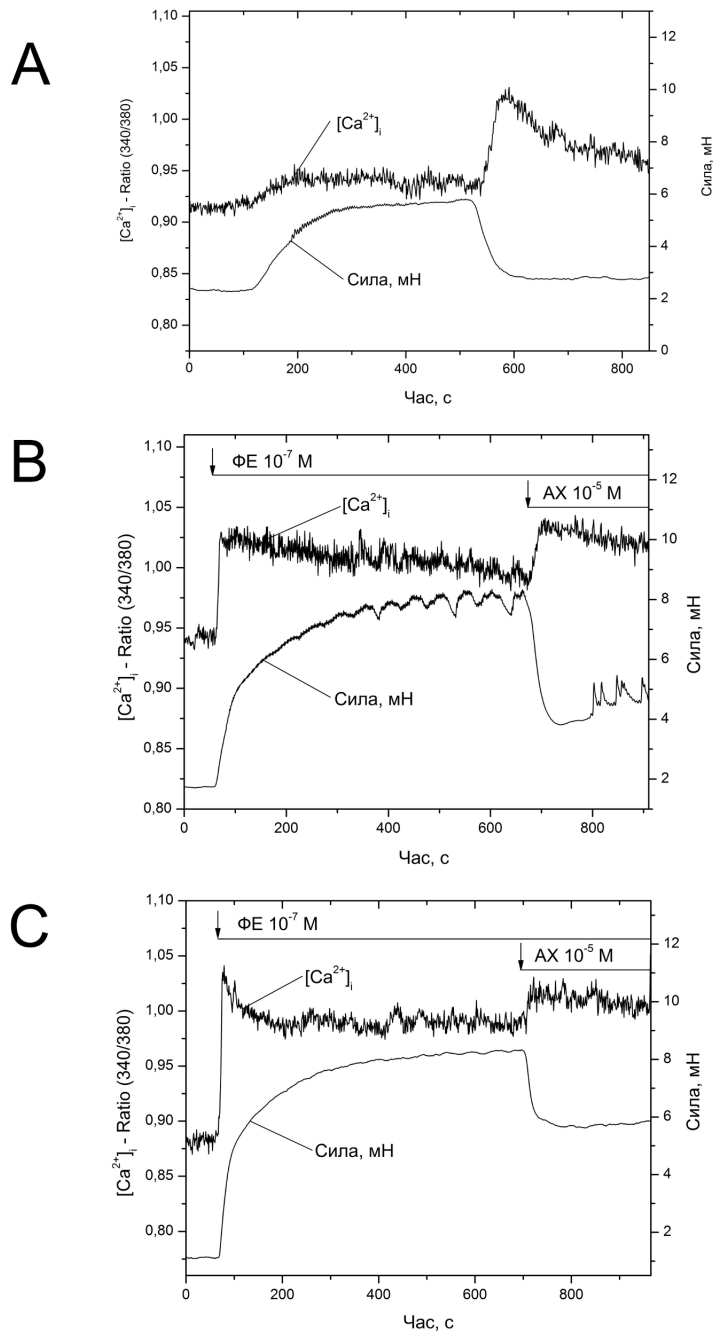 A
1,10
1,05
1,00
0,95
0,90
0,85
0,80
[Ca²⁺]i - Ratio (340/380)
[Ca²⁺]i
Сила, мН
12
10
8
6
4
2
0
Сила, мН
0 200 400 600 800
Час, с
B
1,10
1,05
1,00
0,95
0,90
0,85
0,80
[Ca²⁺]i - Ratio (340/380)
ФЕ 10⁻⁷ М
АХ 10⁻⁵ М
[Ca²⁺]i
Сила, мН
12
10
8
6
4
2
Сила, мН
0 200 400 600 800
Час, с
C
1,10
1,05
1,00
0,95
0,90
0,85
0,80
[Ca²⁺]i - Ratio (340/380)
ФЕ 10⁻⁷ М
АХ 10⁻⁵ М
[Ca²⁺]i
Сила, мН
12
10
8
6
4
2
Сила, мН
0 200 400 600 800
Час, с